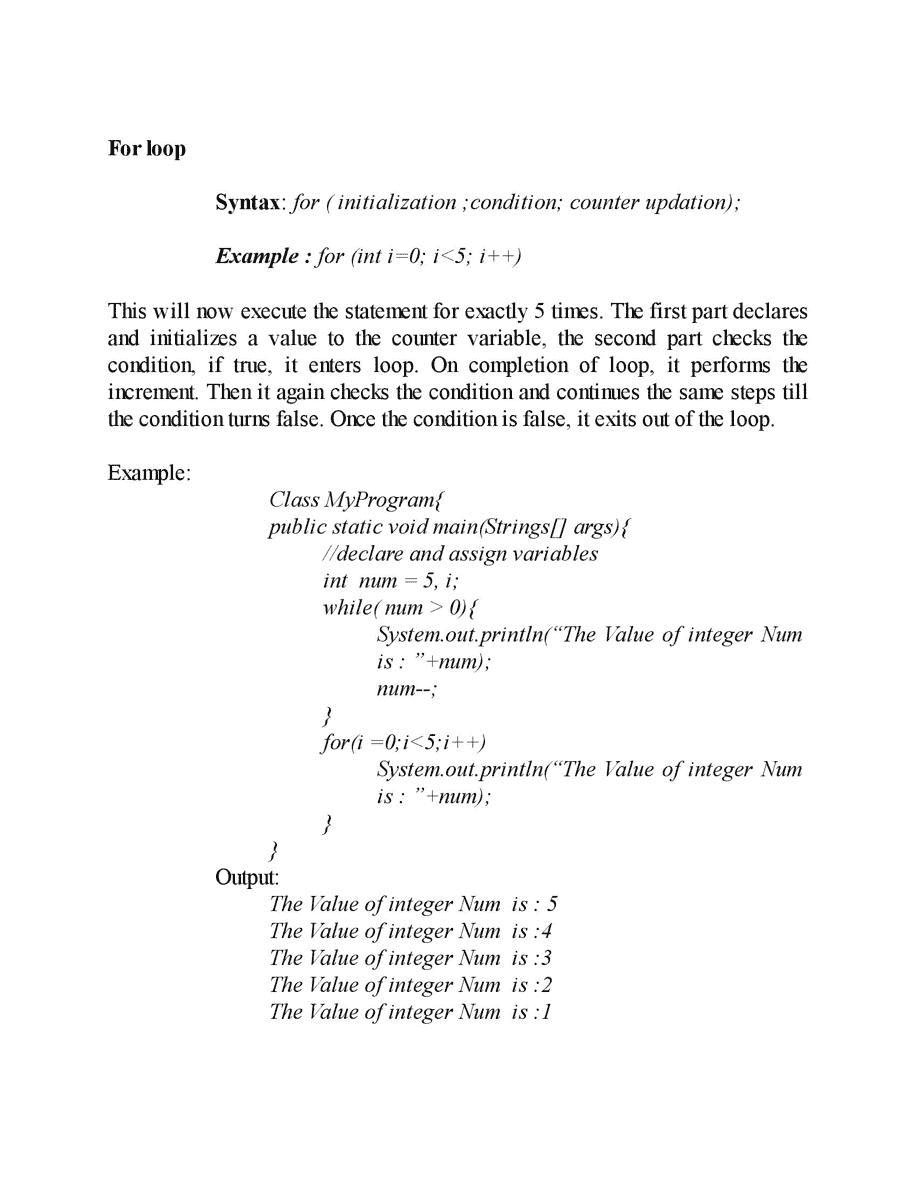 For loop
Syntax: for ( initialization ;condition; counter updation);
Example : for (int i=0; i<5; i++)
This will now execute the statement for exactly 5 times. The first part declares
and initializes a value to the counter variable, the second part checks the
condition, if true, it enters loop. On completion of loop, it performs the
increment. Then it again checks the condition and continues the same steps till
the condition turns false. Once the condition is false, it exits out of the loop.
Example:
Class MyProgram{
public static void main(Strings[] args){
//declare and assign variables
int num = 5, i;
while( num > 0){
System.out.println(“The Value of integer Num
is : ”+num);
num--;
}
for(i =0;i<5;i++)
System.out.println(“The Value of integer Num
is : ”+num);
}
}
Output:
The Value of integer Num is : 5
The Value of integer Num is :4
The Value of integer Num is :3
The Value of integer Num is :2
The Value of integer Num is :1